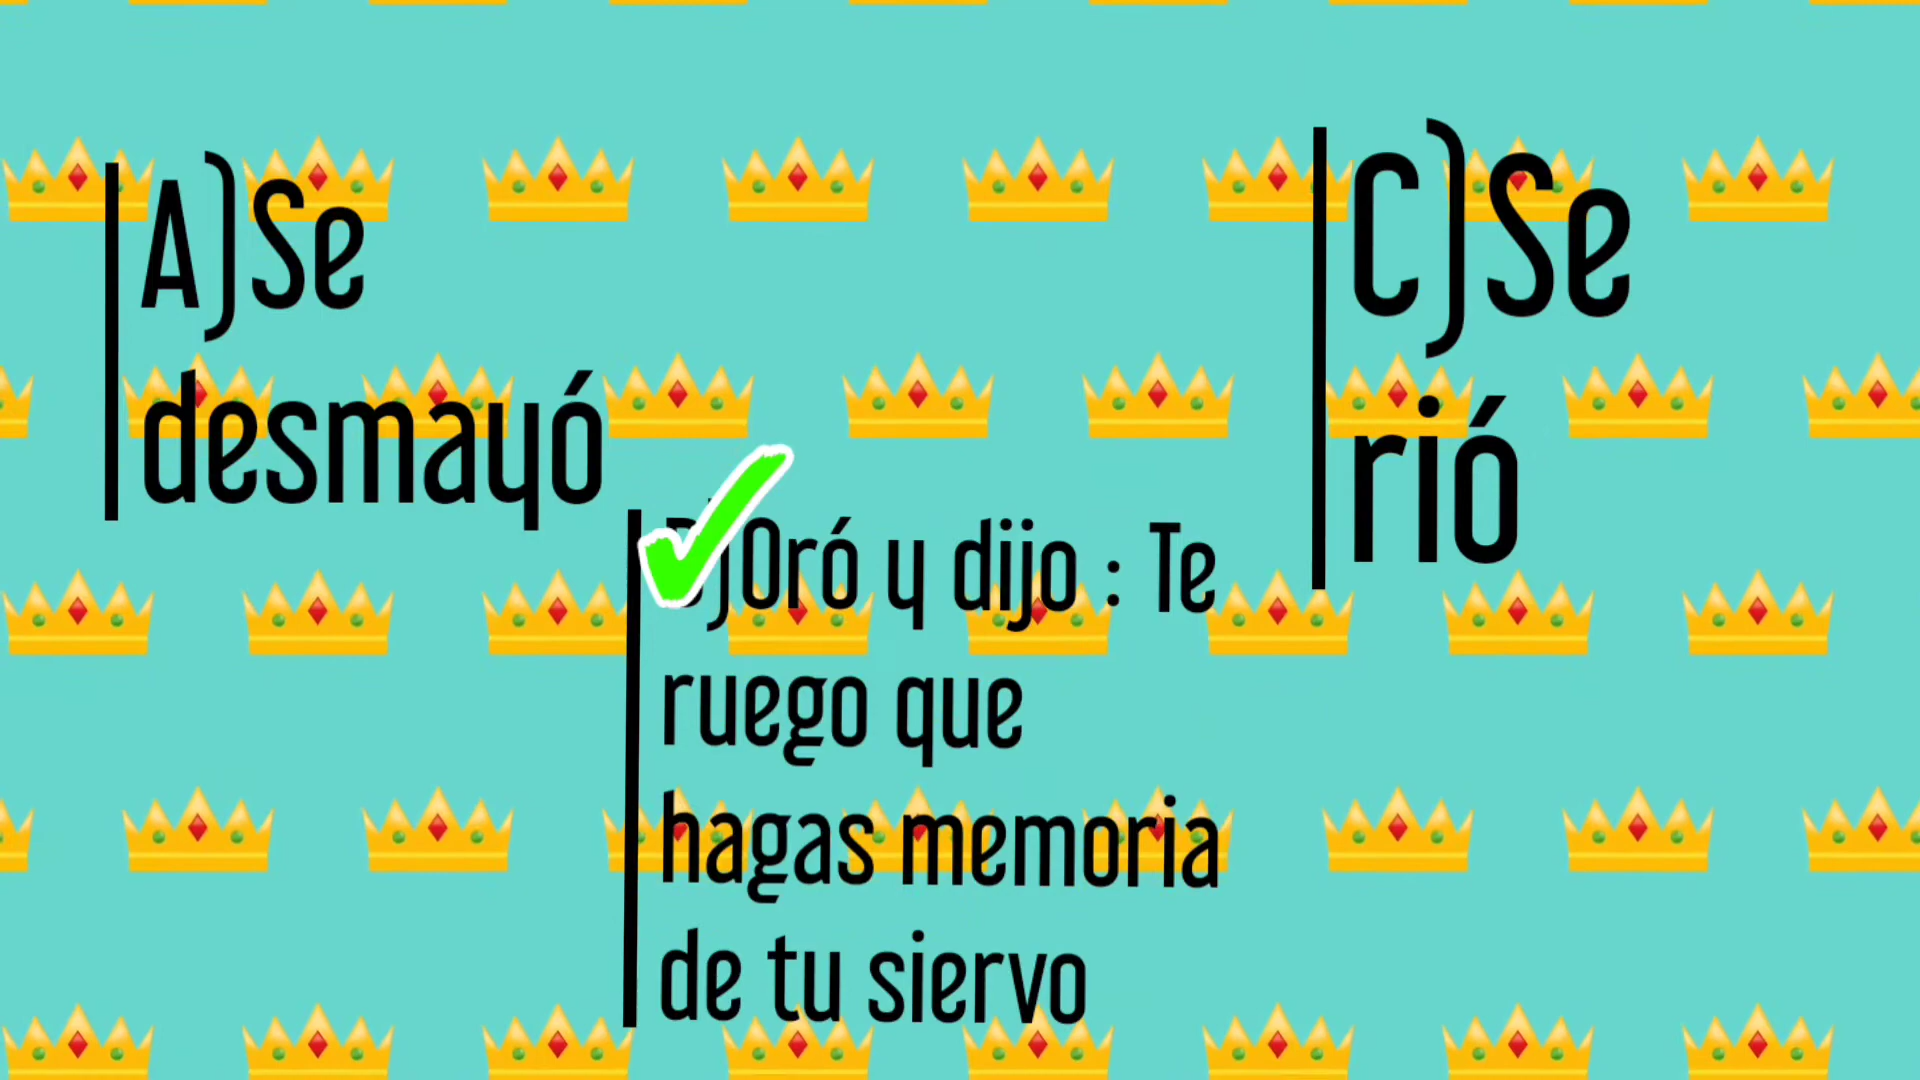 A)Se
desmayó
B)Oró y dijo : Te
ruego que
hagas memoria
de tu siervo
C)Se
rió